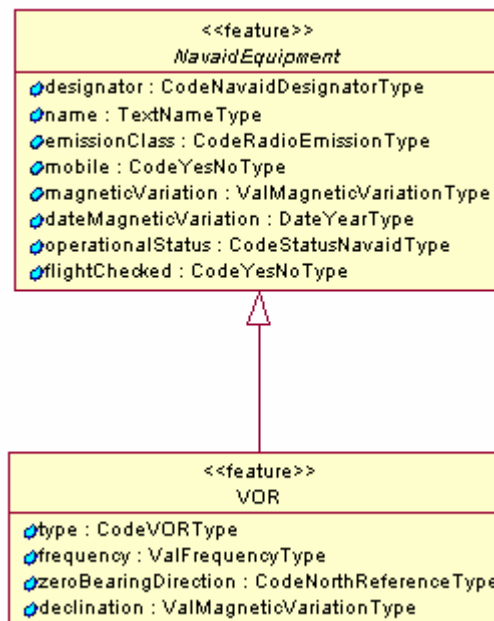 <<feature>>
NavaidEquipment
designator : CodeNavaidDesignatorType
name : TextNameType
emissionClass : CodeRadioEmissionType
mobile : CodeYesNoType
magneticVariation : ValMagneticVariationType
dateMagneticVariation : DateYearType
operationalStatus : CodeStatusNavaidType
flightChecked : CodeYesNoType
<<feature>>
VOR
type : CodeVORType
frequency : ValFrequencyType
zeroBearingDirection : CodeNorthReferenceType
declination : ValMagneticVariationType